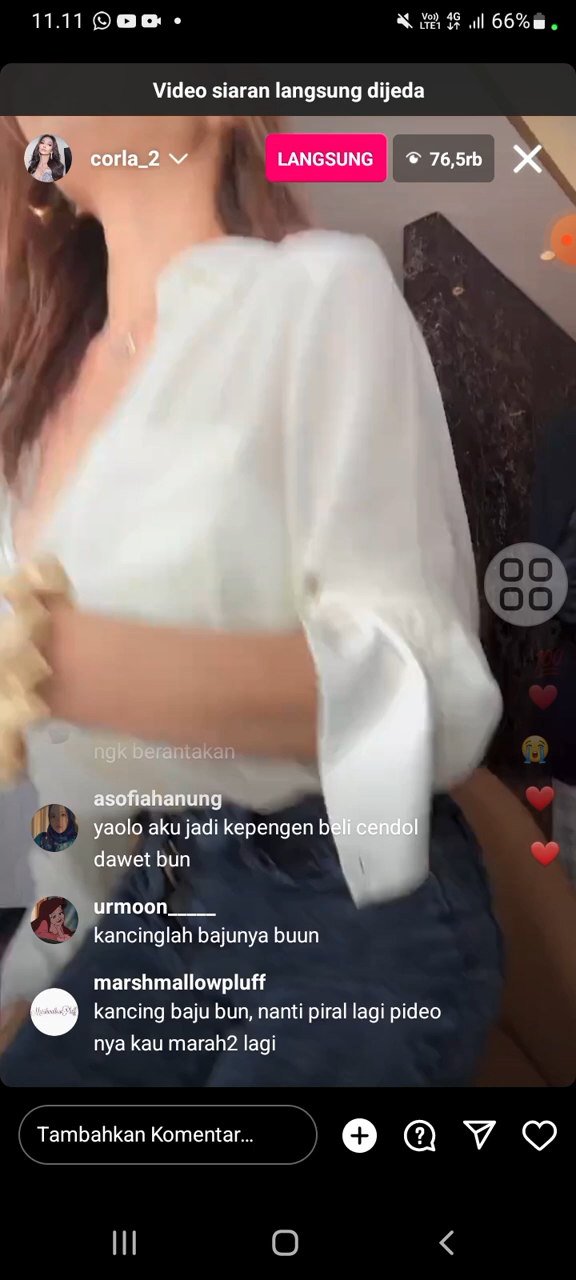 11.11
Vo)) LTE1 4G 66%
Video siaran langsung dijeda
corla_2 LANGSUNG 76,5rb
ngk berantakan
asofiahanung
yaolo aku jadi kepengen beli cendol
dawet bun
urmoon_____
kancinglah bajunya buun
marshmallowpluff
kancing baju bun, nanti piral lagi pideo
nya kau marah2 lagi
Tambahkan Komentar...